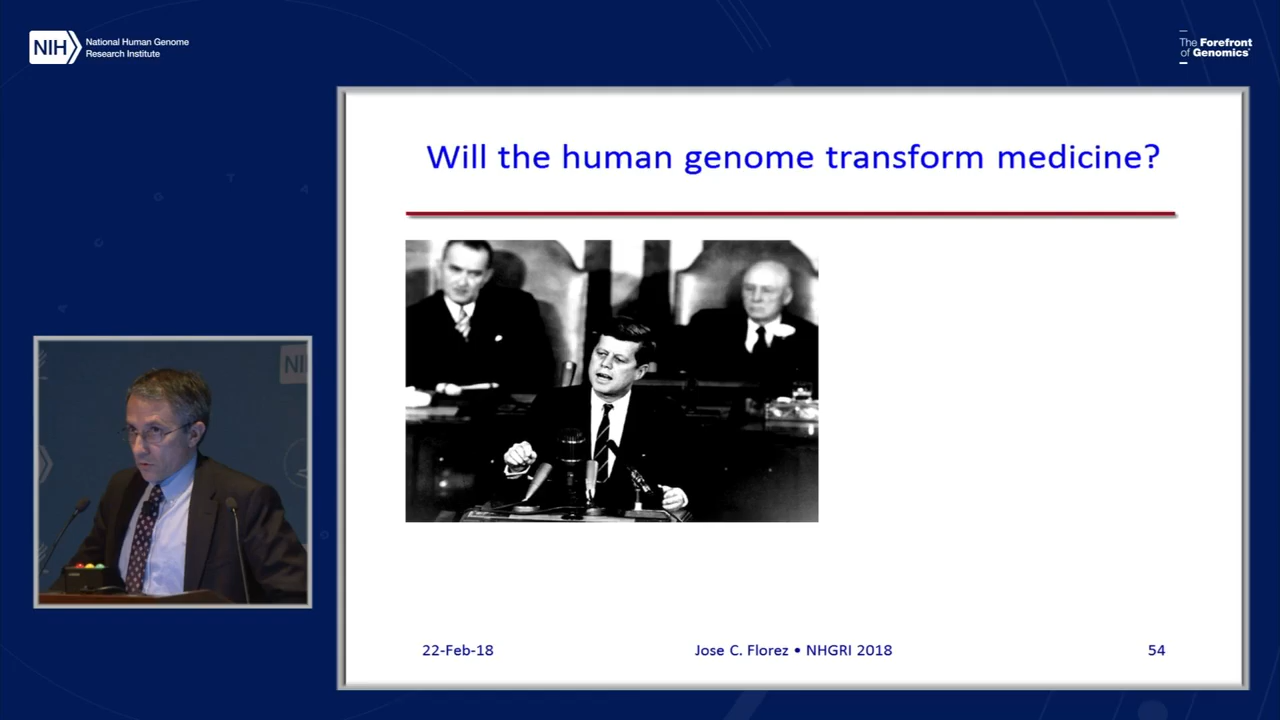 NIH National Human Genome
Research Institute
The Forefront
of Genomics
Will the human genome transform medicine?
NI
22-Feb-18 Jose C. Florez • NHGRI 2018 54